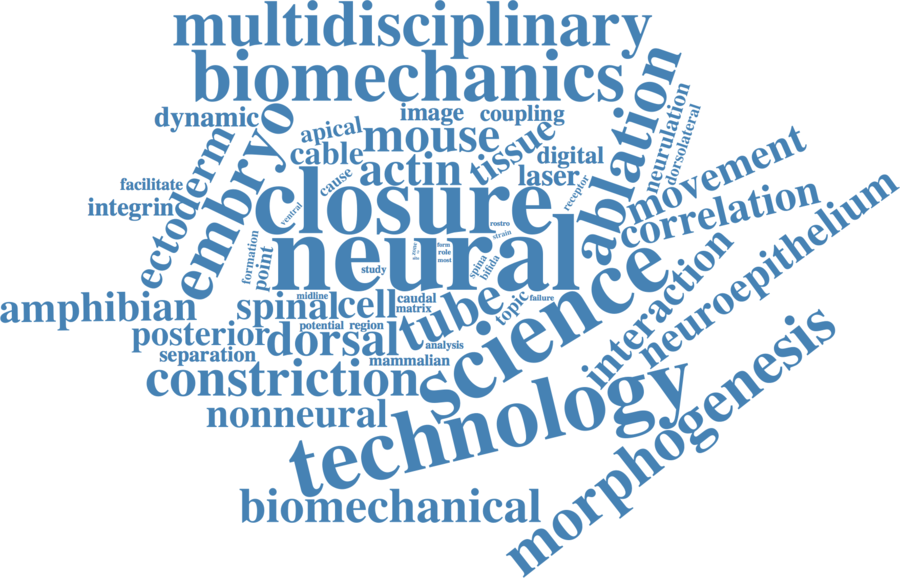 multidisciplinary
biomechanics
dynamic
image
coupling
ablation
neurulation
dorsolateral
ectoderm
embryo
apical
mouse
cable
actin
tissue
digital
laser
movement
facilitate
integrin
cause
closure
receptor
correlation
ventral
rostro
strain
neural
formation
point
study
form
role
most
spina
bifida
neuroepithelium
interaction
amphibian
spinal
midline
cell
caudal
matrix
tube
topic
failure
science
posterior
potential
region
dorsal
analysis
separation
mammalian
constriction
nonneural
technology
morphogenesis
biomechanical